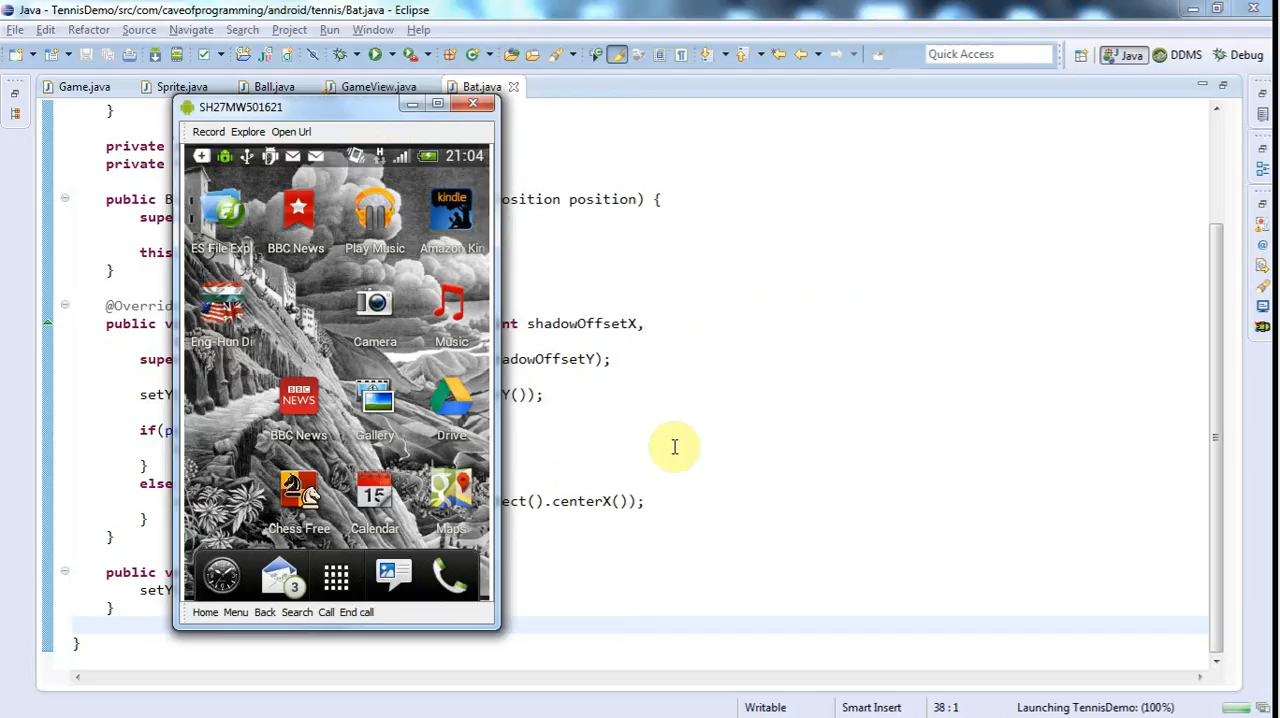 Java - TennisDemo/src/com/caveofprogramming/android/tennis/Bat.java - Eclipse
File Edit Refactor Source Navigate Search Project Run Window Help
Quick Access
Java DDMS Debug
Game.java Sprite.java Ball.java GameView.java Bat.java
SH27MW501621
Record Explore Open Url
21:04
kindle
ES File Expl BBC News Play Music Amazon Kin
Eng-Hun Di Camera Music
BBC
NEWS
BBC News Gallery Drive
15
Chess Free Calendar Maps
3
Home Menu Back Search Call End call
}
private
private
public B osition position) {
supe
this
}
@Overrid
public v nt shadowOffsetX,
supe adowOffsetY);
setY Y());
if(p
}
else
ect().centerX());
}
}
public v
setY
}
}
Writable Smart Insert 38 : 1 Launching TennisDemo: (100%)